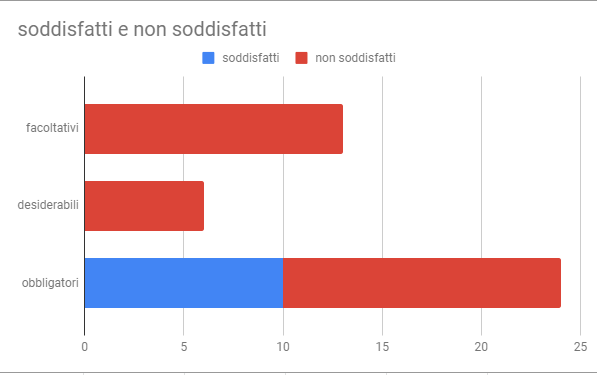 soddisfatti e non soddisfatti
soddisfatti non soddisfatti
facoltativi
desiderabili
obbligatori
0 5 10 15 20 25